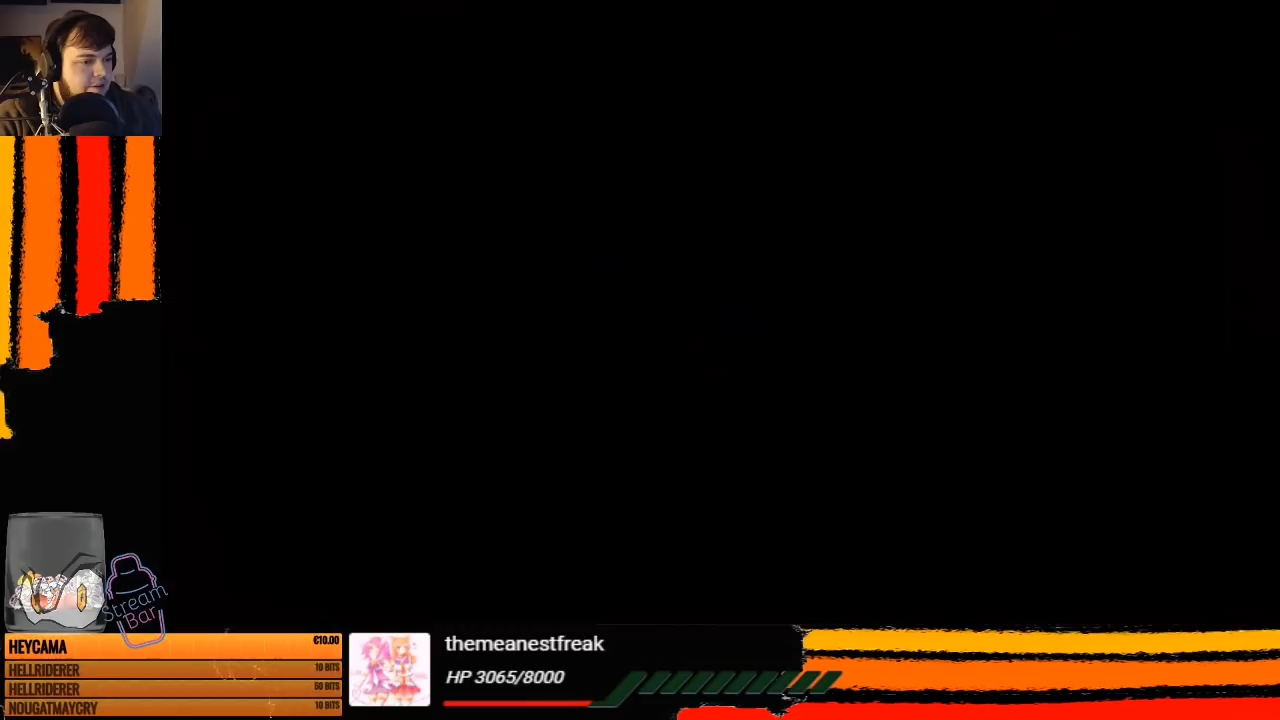 Stream
Bar
HEYCAMA €10.00
HELLRIDERER 10 BITS
HELLRIDERER 50 BITS
NOUGATMAYCRY 10 BITS
themeanestfreak
HP 3065/8000